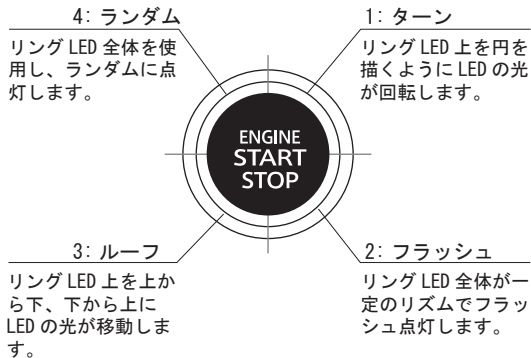 4: ランダム
リング LED 全体を使
用し、ランダムに点
灯します。
1: ターン
リング LED 上を円を
描くように LED の光
が回転します。
ENGINE
START
STOP
3: ルーフ
リング LED 上を上か
ら下、下から上に
LED の光が移動しま
す。
2: フラッシュ
リング LED 全体が一
定のリズムでフラッ
シュ点灯します。